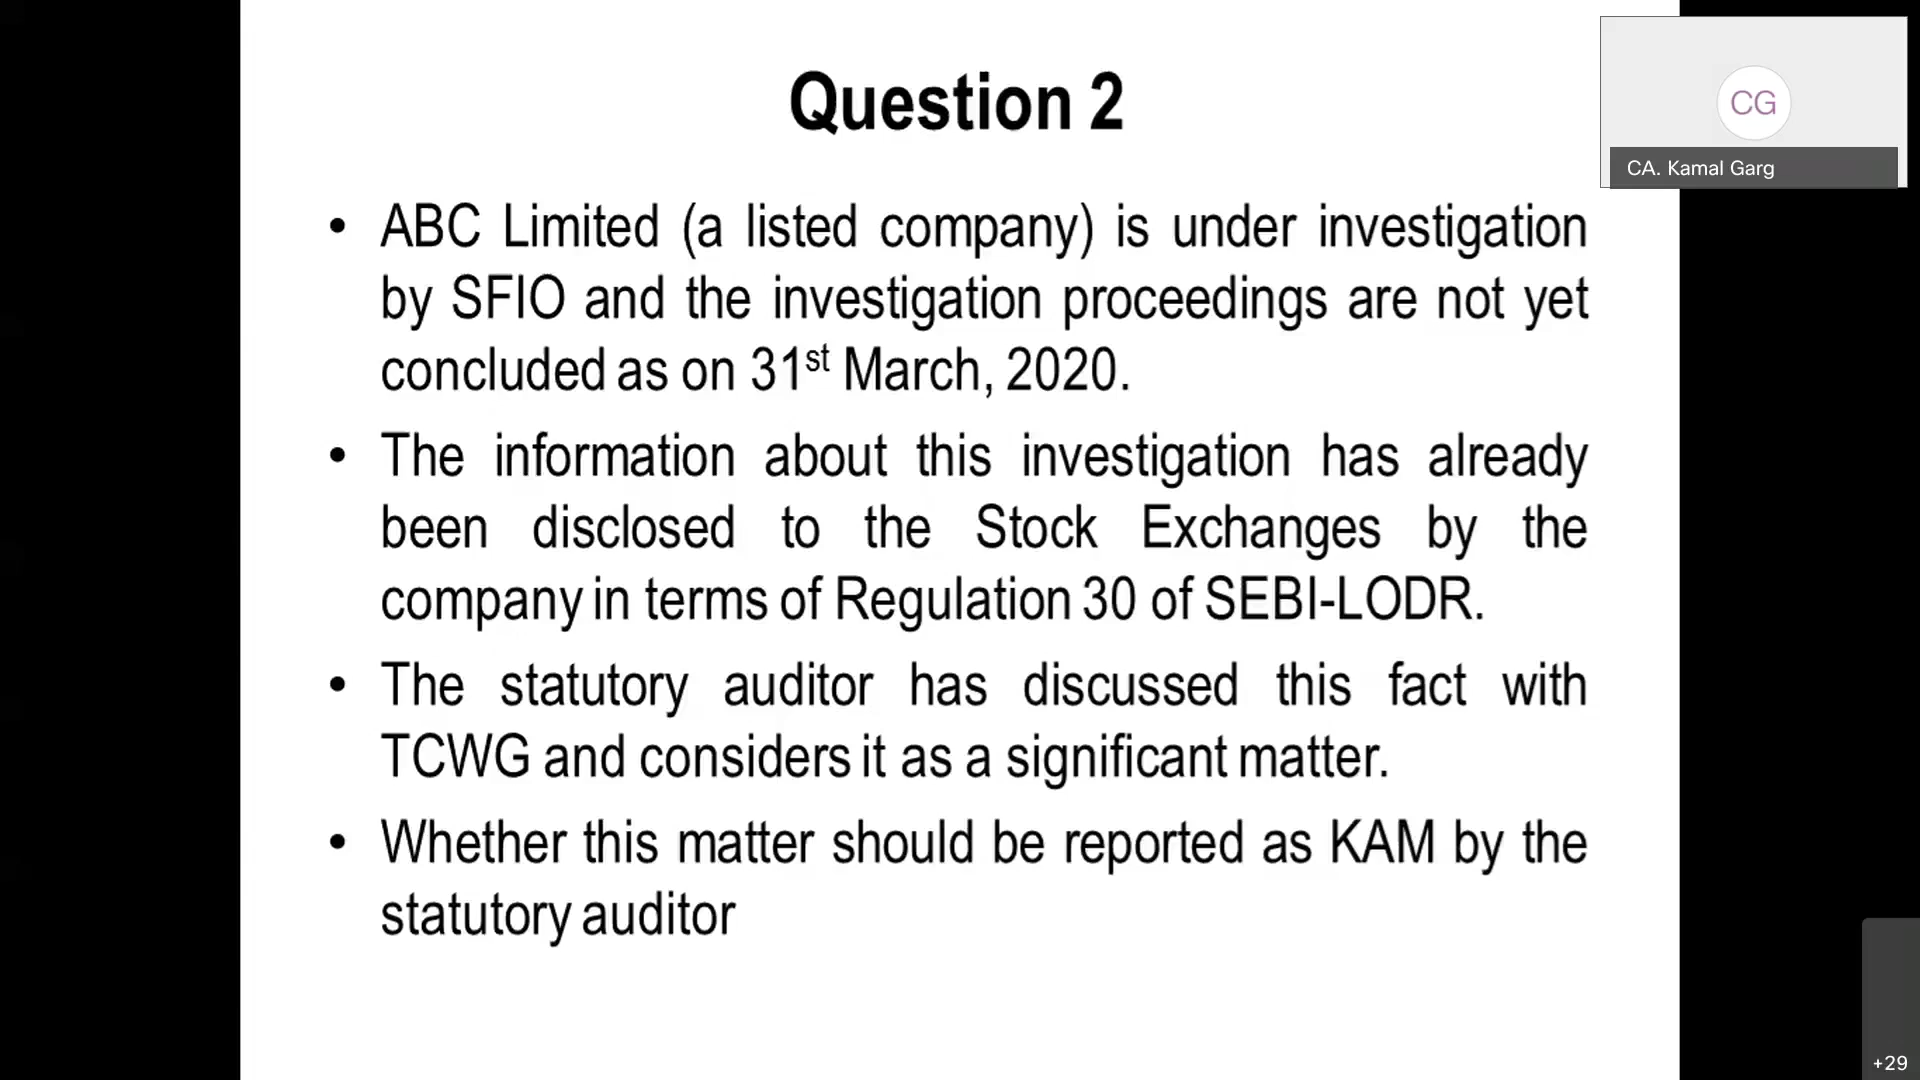 Question 2
• ABC Limited (a listed company) is under investigation
by SFIO and the investigation proceedings are not yet
concluded as on 31st March, 2020.
• The information about this investigation has already
been disclosed to the Stock Exchanges by the
company in terms of Regulation 30 of SEBI-LODR.
• The statutory auditor has discussed this fact with
TCWG and considers it as a significant matter.
• Whether this matter should be reported as KAM by the
statutory auditor
CG
CA. Kamal Garg
+29